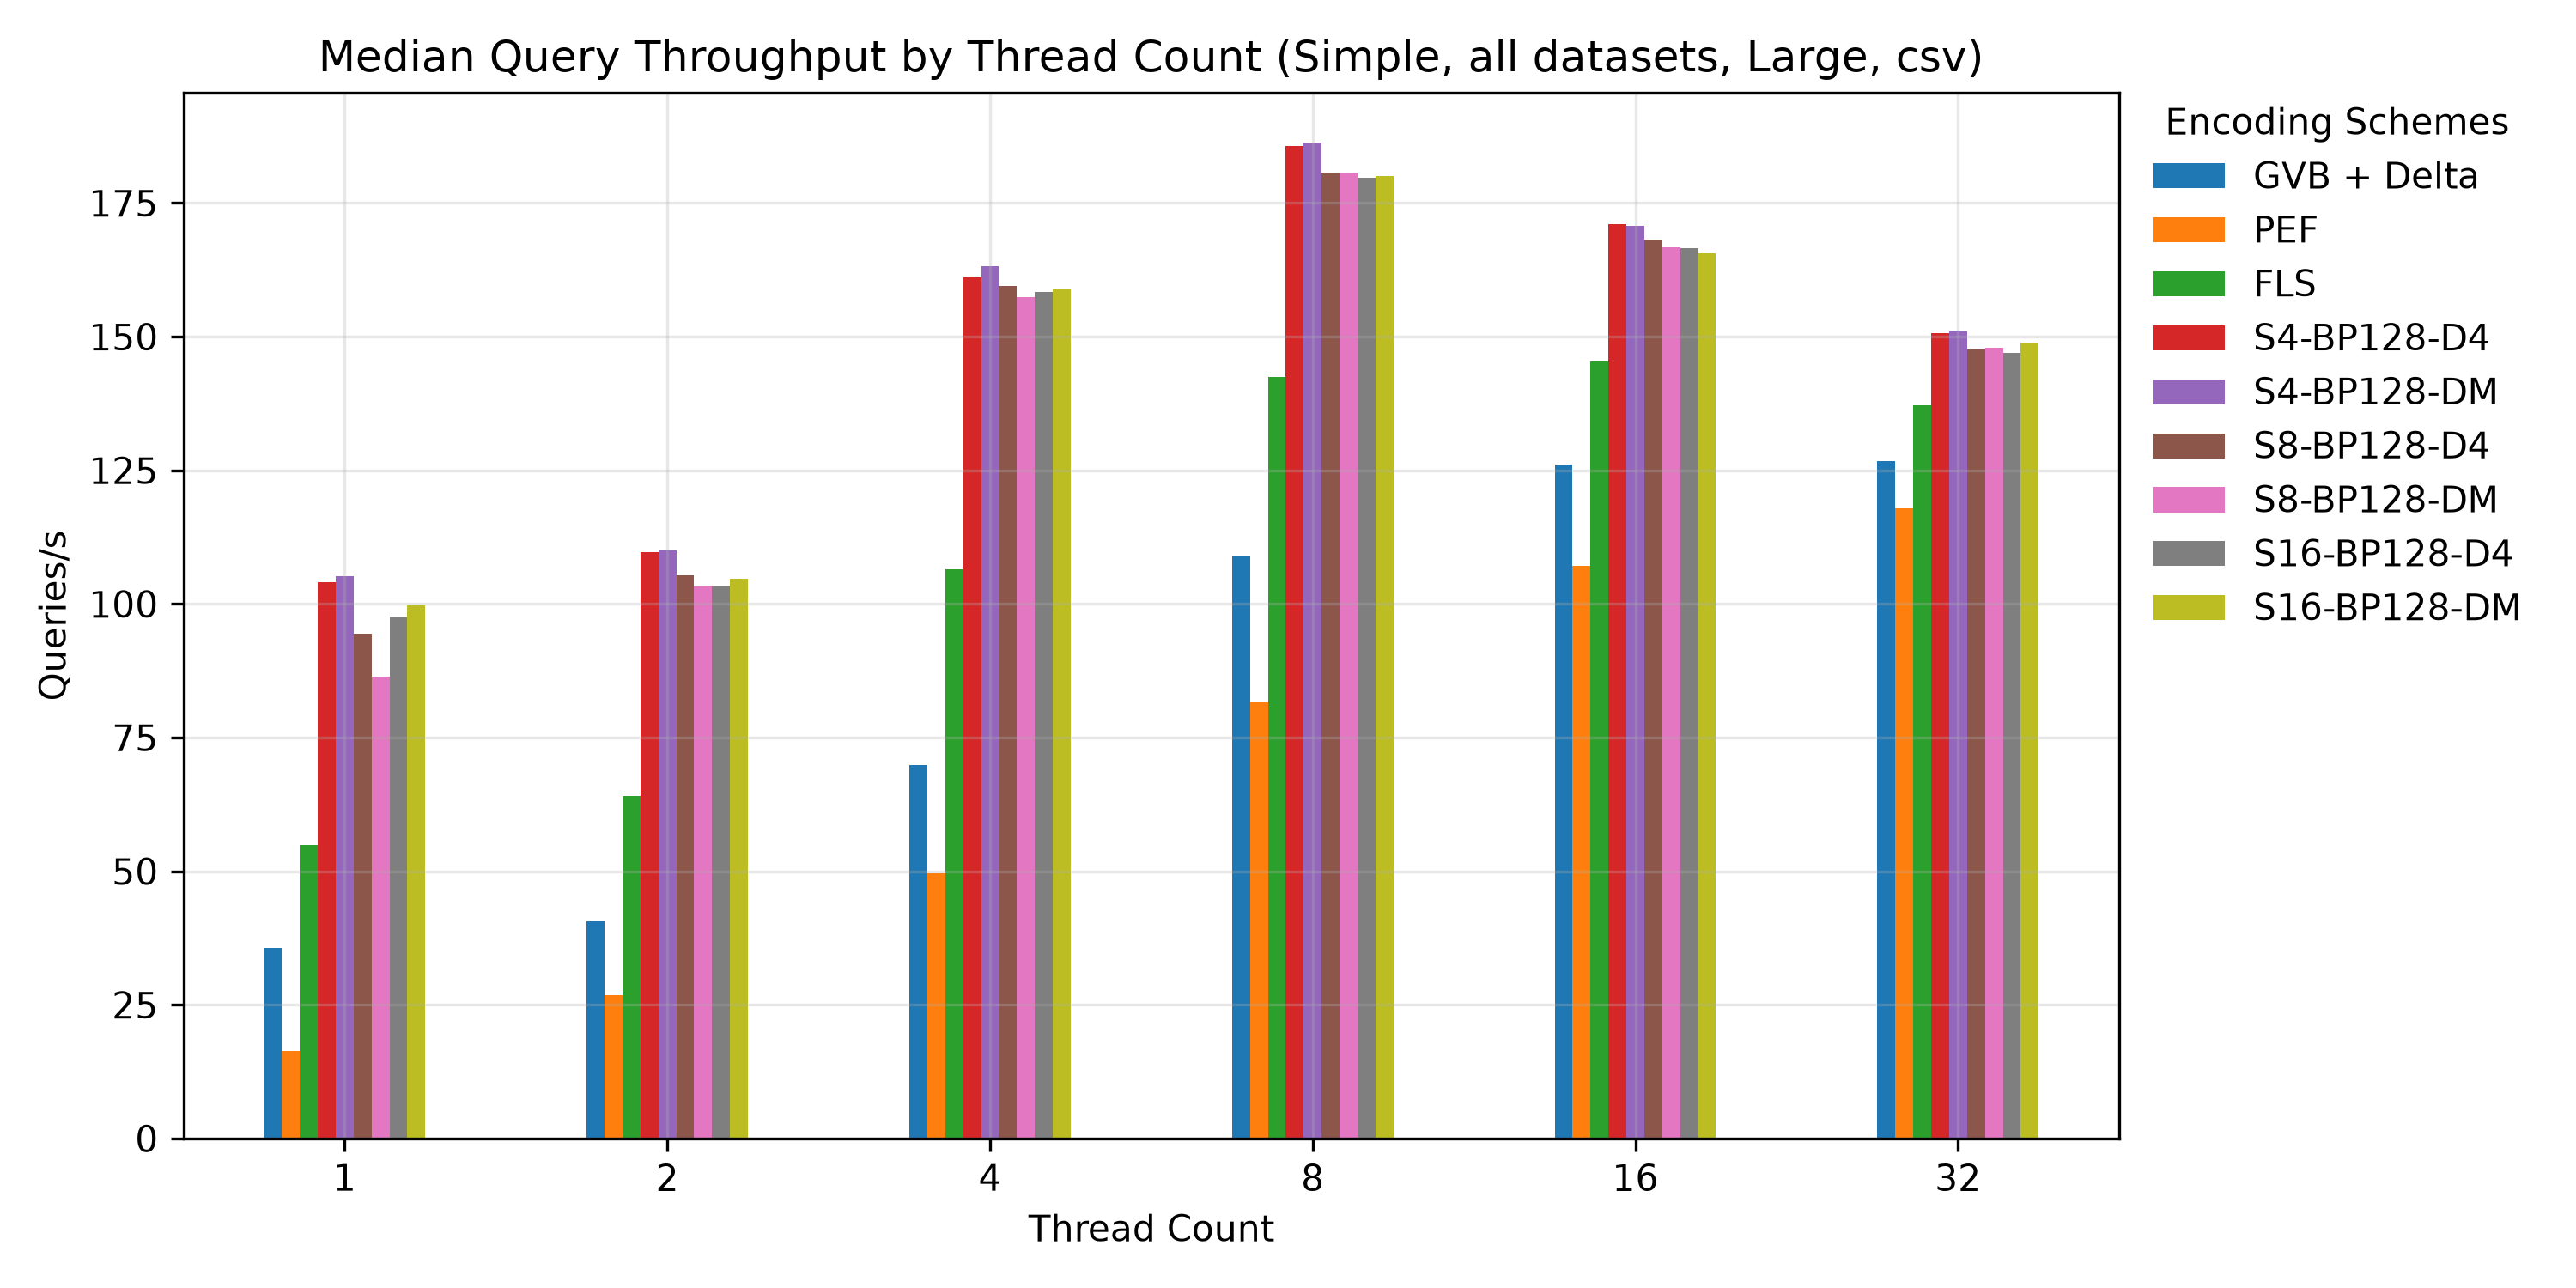 Median Query Throughput by Thread Count (Simple, all datasets, Large, csv)
Queries/s
175
150
125
100
75
50
25
0
1
2
4
8
16
32
Thread Count
Encoding Schemes
GVB + Delta
PEF
FLS
S4-BP128-D4
S4-BP128-DM
S8-BP128-D4
S8-BP128-DM
S16-BP128-D4
S16-BP128-DM